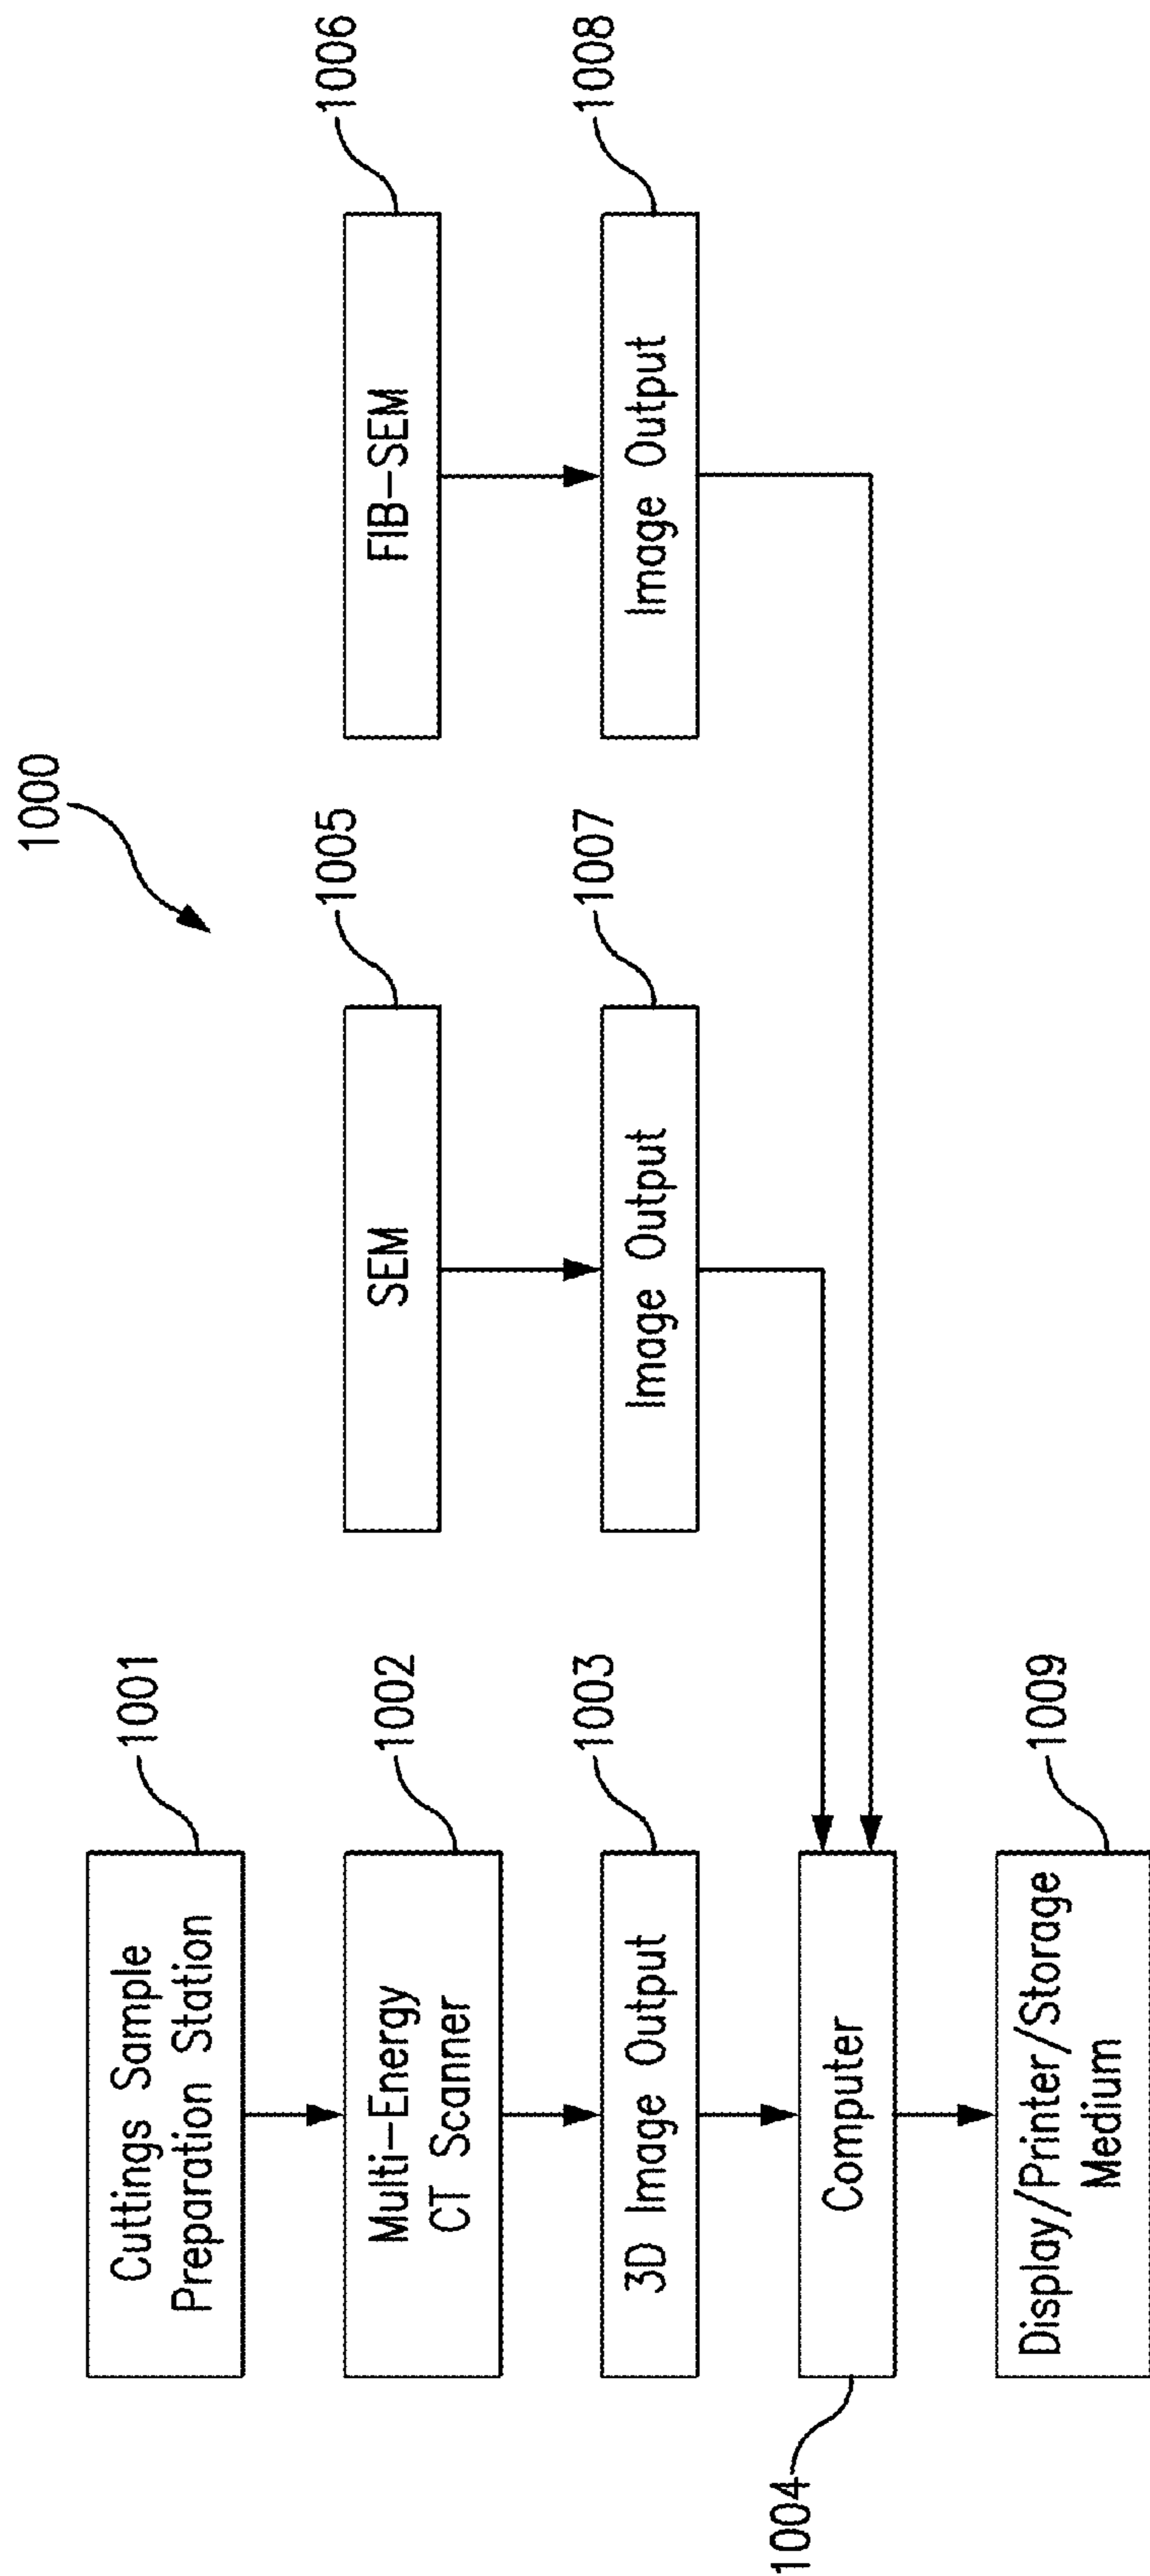 1000
Cuttings Sample
Preparation Station
1001
Multi-Energy
CT Scanner
1002
SEM
1005
FIB-SEM
1006
3D Image Output
1003
Image Output
1007
Image Output
1008
Computer
1004
Display/Printer/Storage
Medium
1009